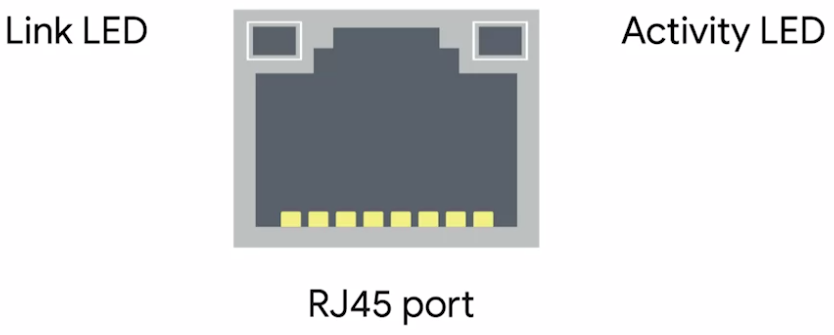 Link LED
Activity LED
RJ45 port